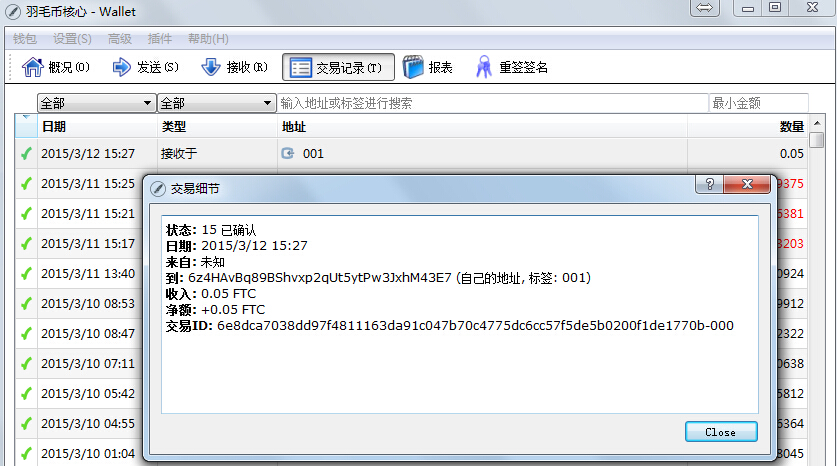 羽毛币核心 - Wallet
钱包 设置(S) 高级 插件 帮助(H)
概况(O) 发送(S) 接收(R) 交易记录(T) 报表 重签签名
全部 全部 输入地址或标签进行搜索 最小金额
日期 类型 地址 数量
2015/3/12 15:27 接收于 001 0.05
2015/3/11 15:25 9375
2015/3/11 15:21 6381
2015/3/11 15:17 3203
2015/3/11 13:40 0924
2015/3/10 08:53 9912
2015/3/10 08:47 2322
2015/3/10 07:11 0638
2015/3/10 05:42 5812
2015/3/10 04:55 6364
2015/3/10 01:04 8045
交易细节
状态: 15 已确认
日期: 2015/3/12 15:27
来自: 未知
到: 6z4HAvBq89BShvxp2qUt5ytPw3JxhM43E7 (自己的地址, 标签: 001)
收入: 0.05 FTC
净额: +0.05 FTC
交易ID: 6e8dca7038dd97f4811163da91c047b70c4775dc6cc57f5de5b0200f1de1770b-000
Close